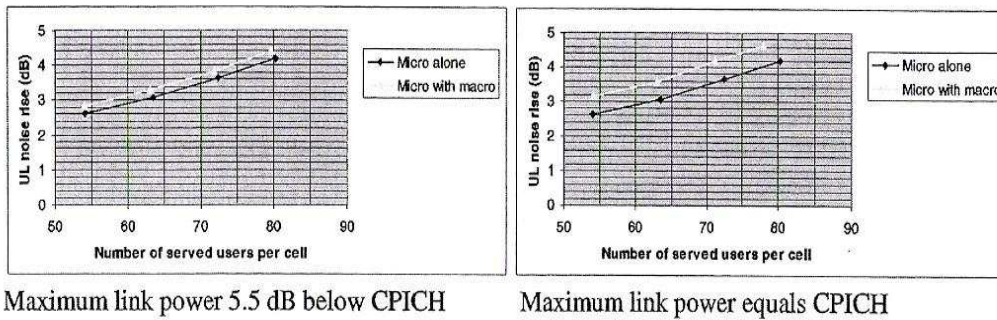 5
4
3
2
1
0
UL noise rise (dB)
50 60 70 80 90
Number of served users per cell
Micro alone
Micro with macro
Maximum link power 5.5 dB below CPICH
5
4
3
2
1
0
UL noise rise (dB)
50 60 70 80 90
Number of served users per cell
Micro alone
Micro with macro
Maximum link power equals CPICH